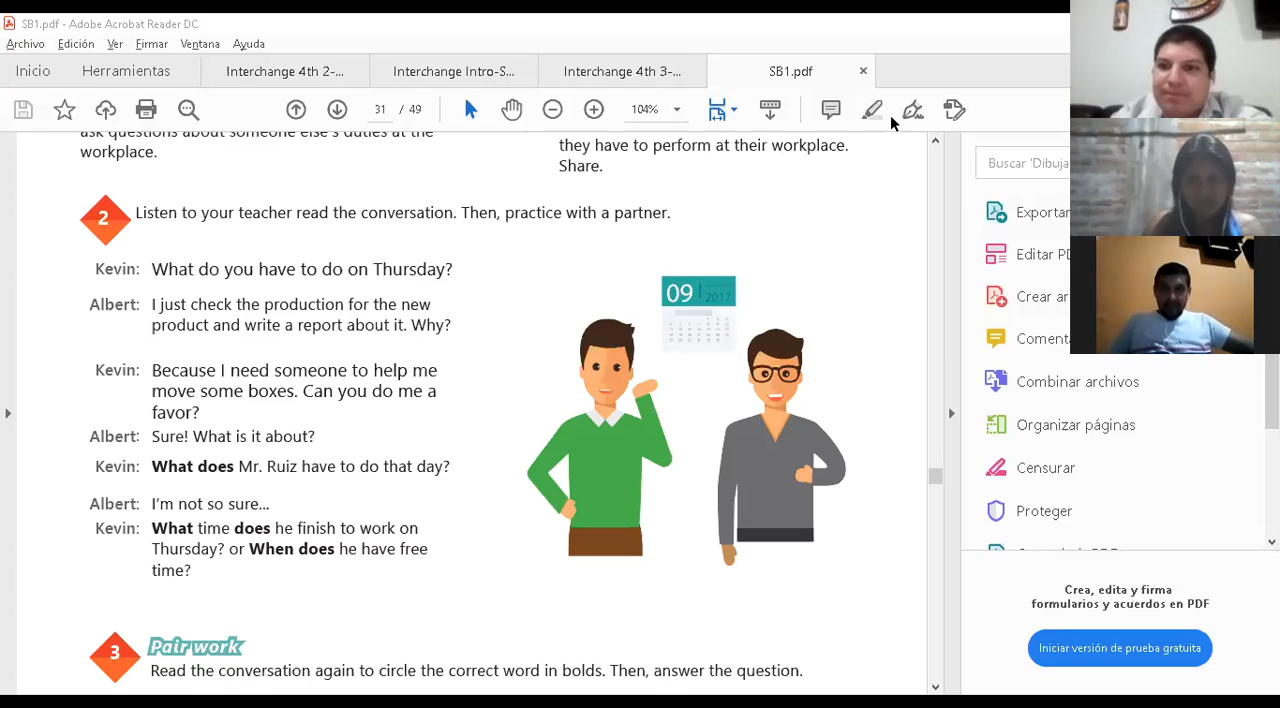 SB1.pdf - Adobe Acrobat Reader DC
Archivo Edición Ver Firmar Ventana Ayuda
Inicio Herramientas Interchange 4th 2-... Interchange Intro-S... Interchange 4th 3-... SB1.pdf ×
31 / 49 104%
ask questions about someone else's duties at the
workplace.
they have to perform at their workplace.
Share.
2 Listen to your teacher read the conversation. Then, practice with a partner.
Kevin: What do you have to do on Thursday?
Albert: I just check the production for the new
product and write a report about it. Why?
Kevin: Because I need someone to help me
move some boxes. Can you do me a
favor?
Albert: Sure! What is it about?
Kevin: What does Mr. Ruiz have to do that day?
Albert: I'm not so sure...
Kevin: What time does he finish to work on
Thursday? or When does he have free
time?
09 2017
3 Pair work
Read the conversation again to circle the correct word in bolds. Then, answer the question.
Buscar 'Dibuja
Exportar
Editar PD
Crear ar
Comenta
Combinar archivos
Organizar páginas
Censurar
Proteger
Crea, edita y firma
formularios y acuerdos en PDF
Iniciar versión de prueba gratuita